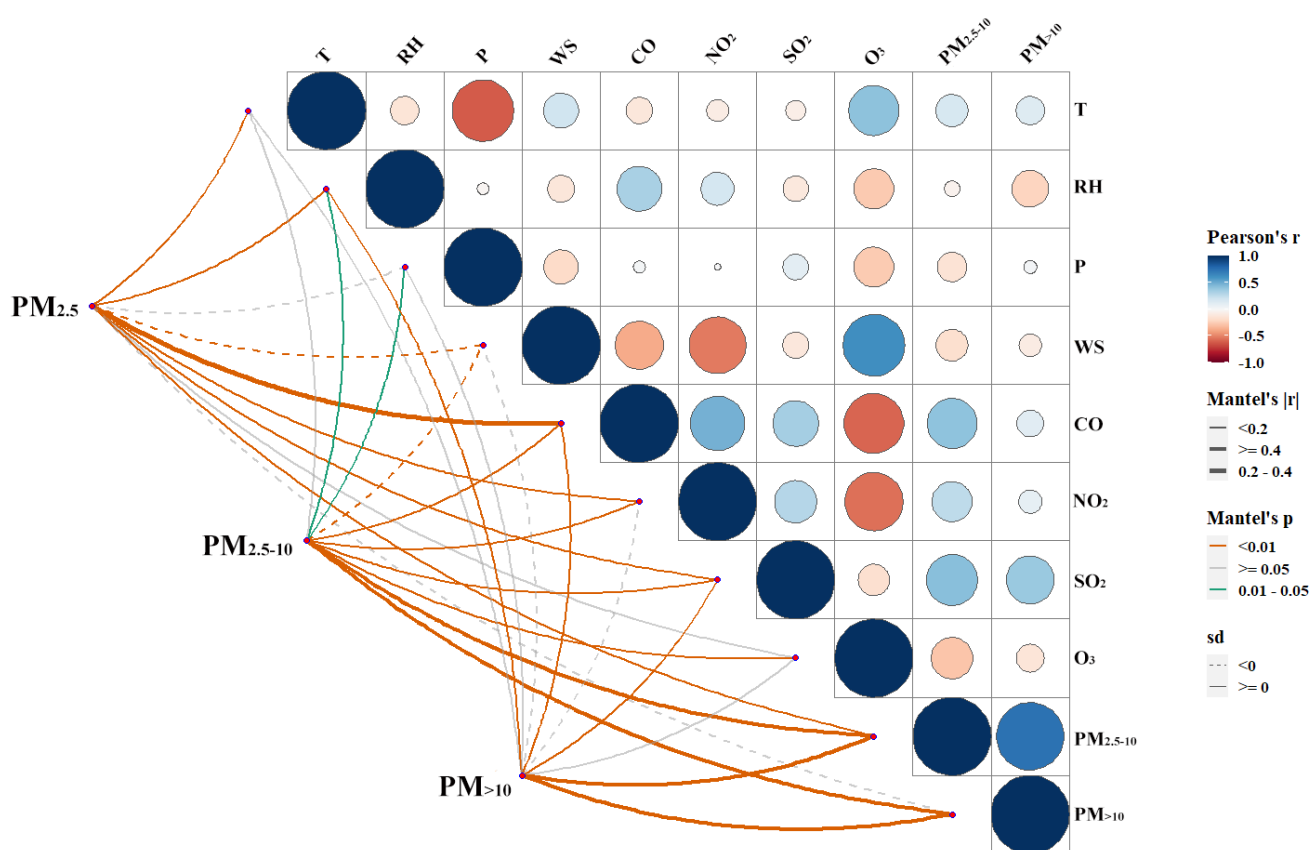 T RH P WS CO NO₂ SO₂ O₃ PM₂.₅₋₁₀ PM>₁₀
T
RH
P
WS
CO
NO₂
SO₂
O₃
PM₂.₅₋₁₀
PM>₁₀
PM₂.₅
PM₂.₅₋₁₀
PM>₁₀
Pearson's r
1.0
0.5
0.0
-0.5
-1.0
Mantel's |r|
<0.2
>= 0.4
0.2 - 0.4
Mantel's p
<0.01
>= 0.05
0.01 - 0.05
sd
<0
>= 0